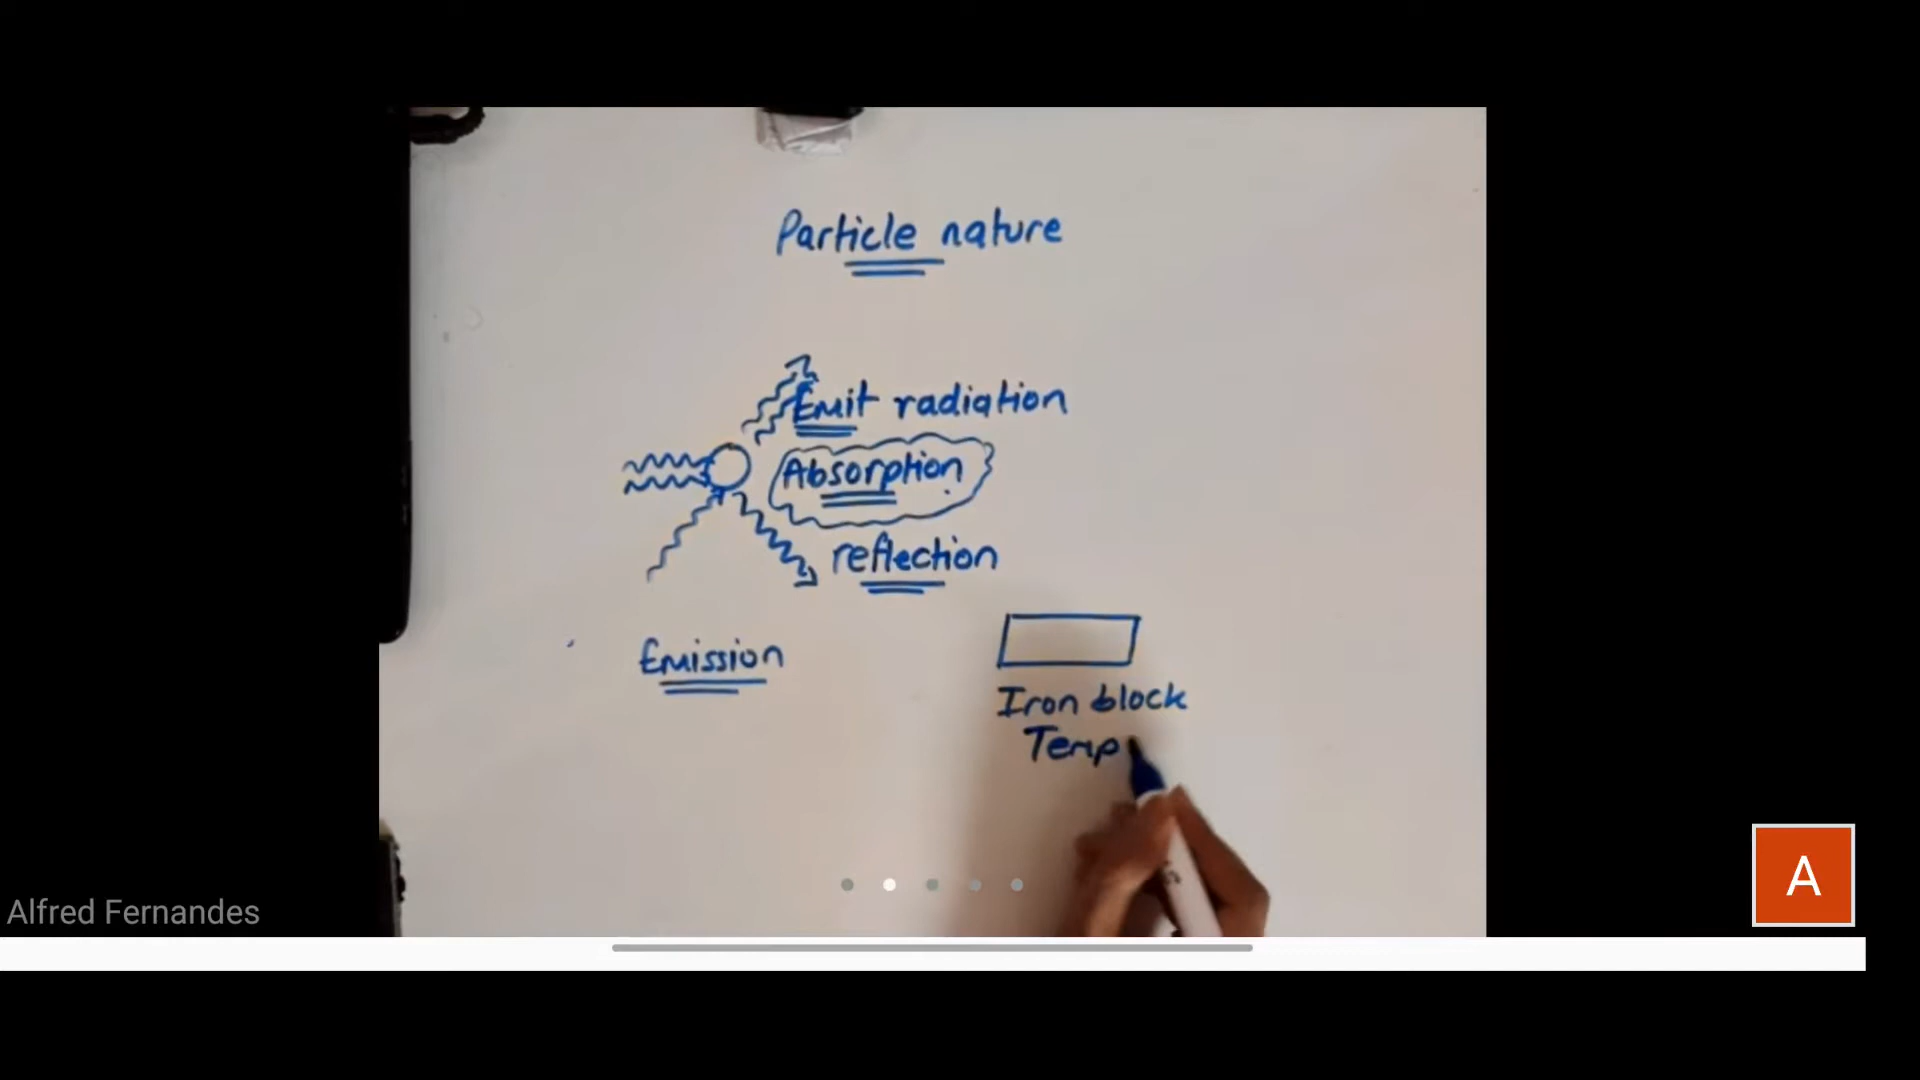 Particle nature
Emit radiation
Absorption
reflection
Emission
Iron block
Temp
Alfred Fernandes
A